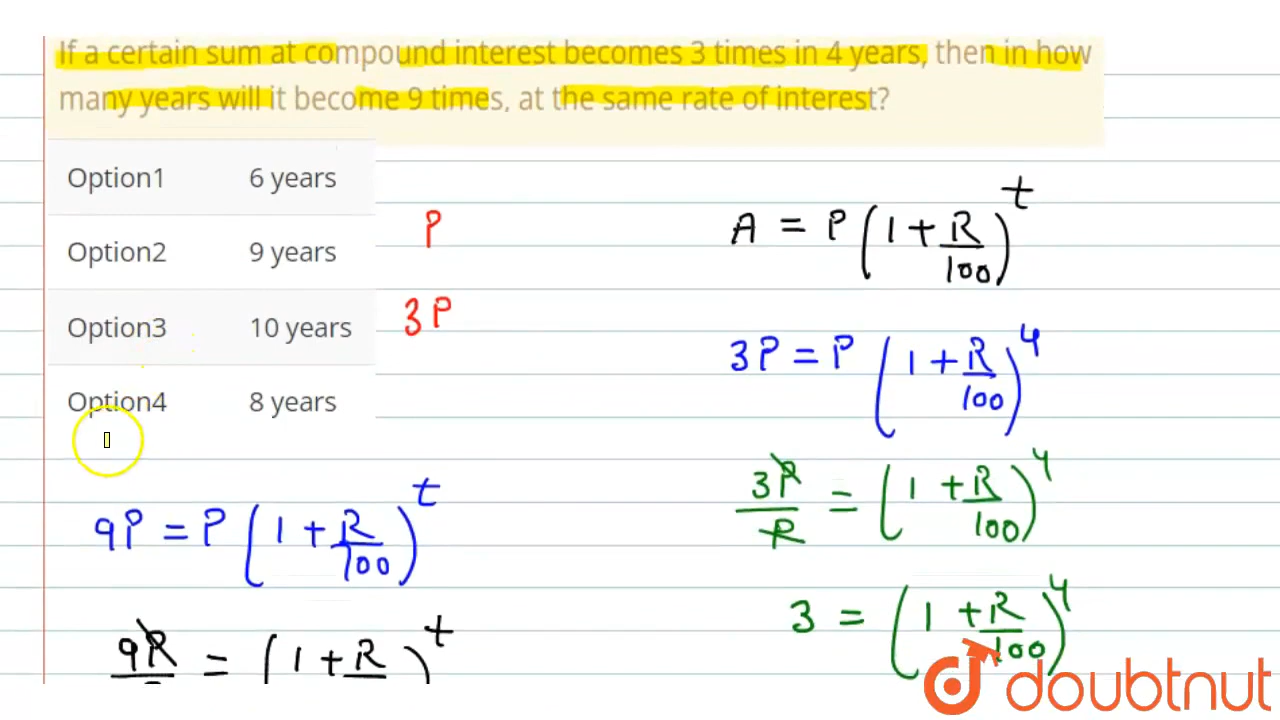 If a certain sum at compound interest becomes 3 times in 4 years, then in how
many years will it become 9 times, at the same rate of interest?
Option1 6 years
Option2 9 years
Option3 10 years
Option4 8 years
P
3P
9P = P (1 + R/100)^t
9P = (1 + R)^t
A = P (1 + R/100)^t
3P = P (1 + R/100)^4
3P/P = (1 + R/100)^4
3 = (1 + R/100)^4
doubtnut